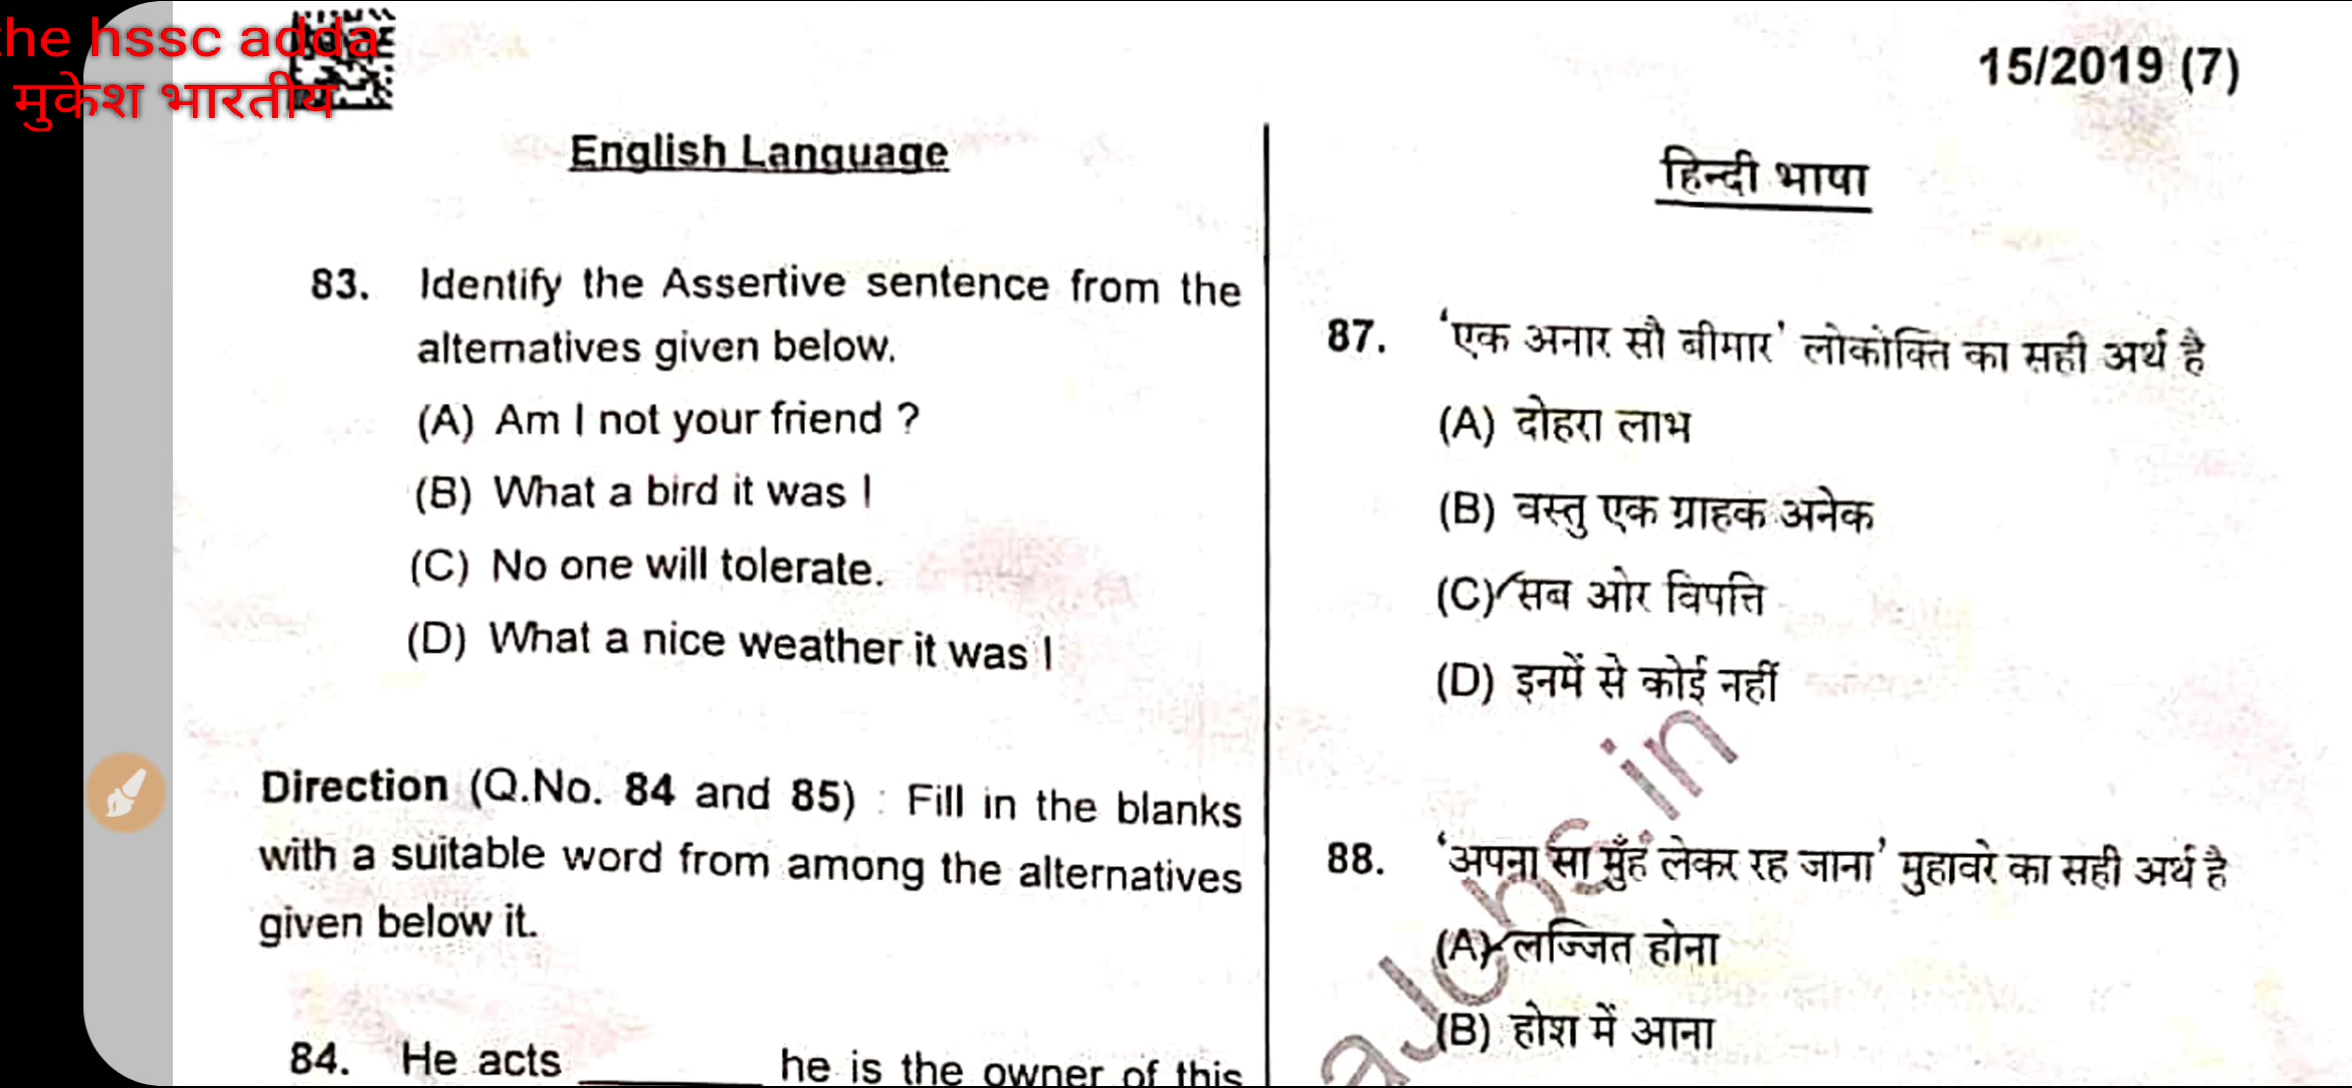 the hssc adda
मुकेश भारतीय
15/2019 (7)
English Language
83. Identify the Assertive sentence from the
alternatives given below.
(A) Am I not your friend ?
(B) What a bird it was !
(C) No one will tolerate.
(D) What a nice weather it was !
Direction (Q.No. 84 and 85) : Fill in the blanks
with a suitable word from among the alternatives
given below it.
84. He acts ______ he is the owner of this
हिन्दी भाषा
87. ‘एक अनार सौ बीमार’ लोकोक्ति का सही अर्थ है
(A) दोहरा लाभ
(B) वस्तु एक ग्राहक अनेक
(C) सब ओर विपत्ति
(D) इनमें से कोई नहीं
88. ‘अपना सा मुँह लेकर रह जाना’ मुहावरे का सही अर्थ है
(A) लज्जित होना
(B) होश में आना
aJobs.in